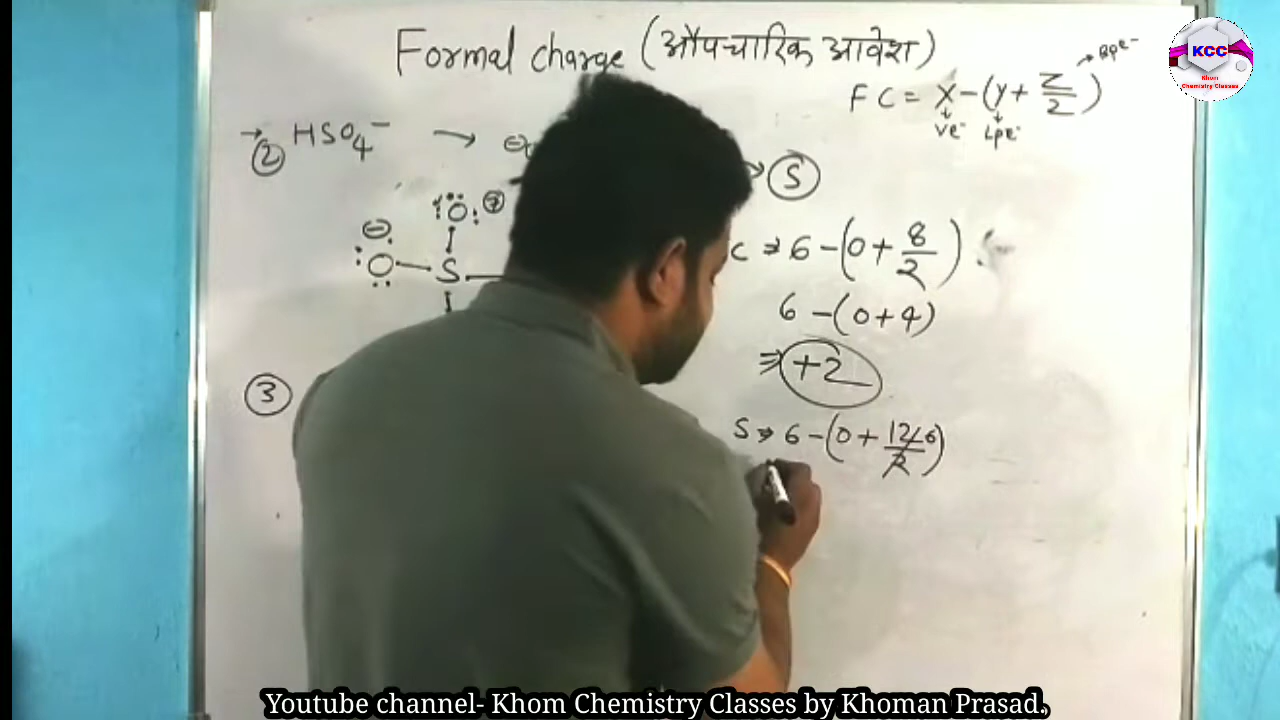 Formal charge (औपचारिक आवेश)
KCC
Khom
Chemistry Classes
FC = X - (y + Z/2) → Bpe⁻
ve⁻ Lpe⁻
→ ② HSO₄⁻ →
S
O
O - S -
C ⇒ 6 - (0 + 8/2)
6 - (0 + 4)
⇒ +2
③
S ⇒ 6 - (0 + 12/2 6)
Youtube channel- Khom Chemistry Classes by Khoman Prasad.